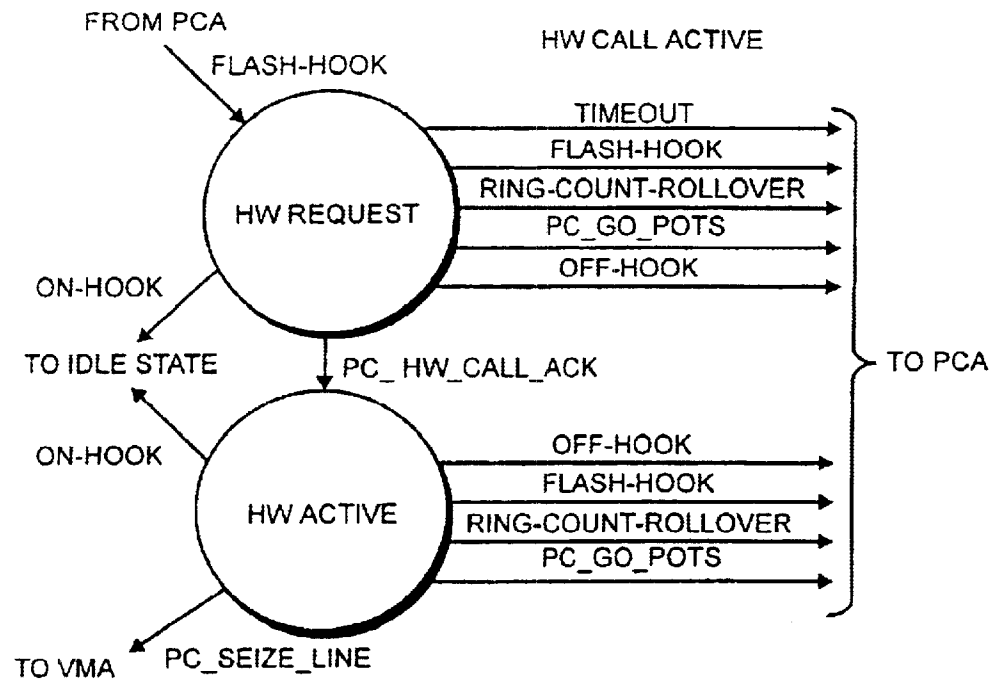 FROM PCA
HW CALL ACTIVE
FLASH-HOOK
TIMEOUT
FLASH-HOOK
RING-COUNT-ROLLOVER
HW REQUEST
PC_GO_POTS
OFF-HOOK
ON-HOOK
TO IDLE STATE
PC_ HW_CALL_ACK
TO PCA
ON-HOOK
OFF-HOOK
FLASH-HOOK
HW ACTIVE
RING-COUNT-ROLLOVER
PC_GO_POTS
TO VMA
PC_SEIZE_LINE